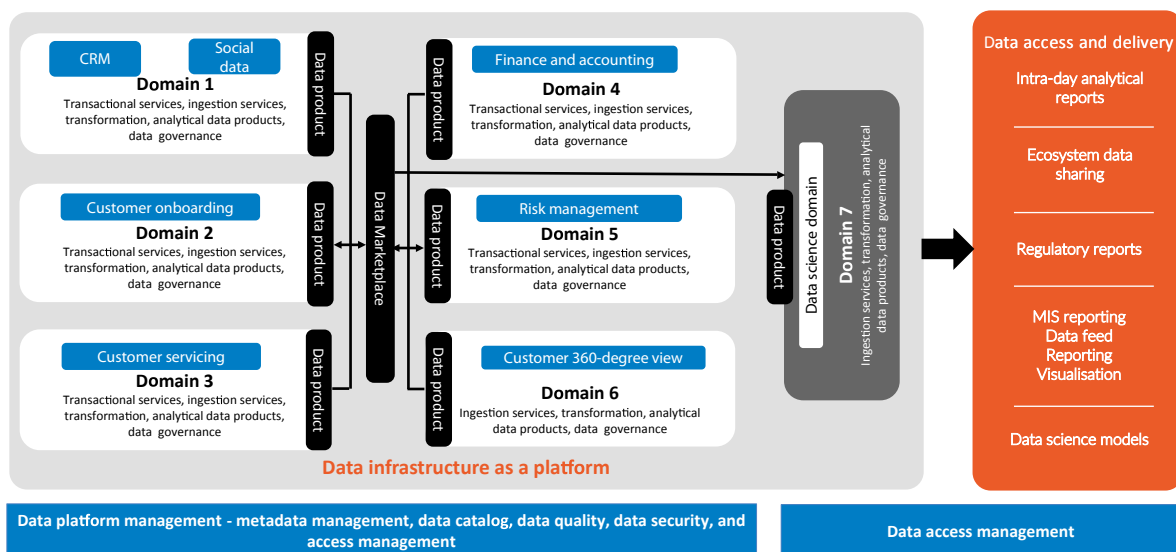 CRM
Social
data
Domain 1
Transactional services, ingestion services,
transformation, analytical data products,
data governance
Data product
Customer onboarding
Domain 2
Transactional services, ingestion services,
transformation, analytical data products, data
governance
Data product
Customer servicing
Domain 3
Transactional services, ingestion services,
transformation, analytical data products,
data governance
Data product
Data Marketplace
Data product
Finance and accounting
Domain 4
Transactional services, ingestion services,
transformation, analytical data products,
data governance
Data product
Risk management
Domain 5
Transactional services, ingestion services,
transformation, analytical data products,
data governance
Data product
Customer 360-degree view
Domain 6
Ingestion services, transformation, analytical
data products, data governance
Data product
Data science domain
Domain 7
Ingestion services, transformation, analytical
data products, data governance
Data infrastructure as a platform
Data access and delivery
Intra-day analytical
reports
Ecosystem data
sharing
Regulatory reports
MIS reporting
Data feed
Reporting
Visualisation
Data science models
Data platform management - metadata management, data catalog, data quality, data security, and
access management
Data access management